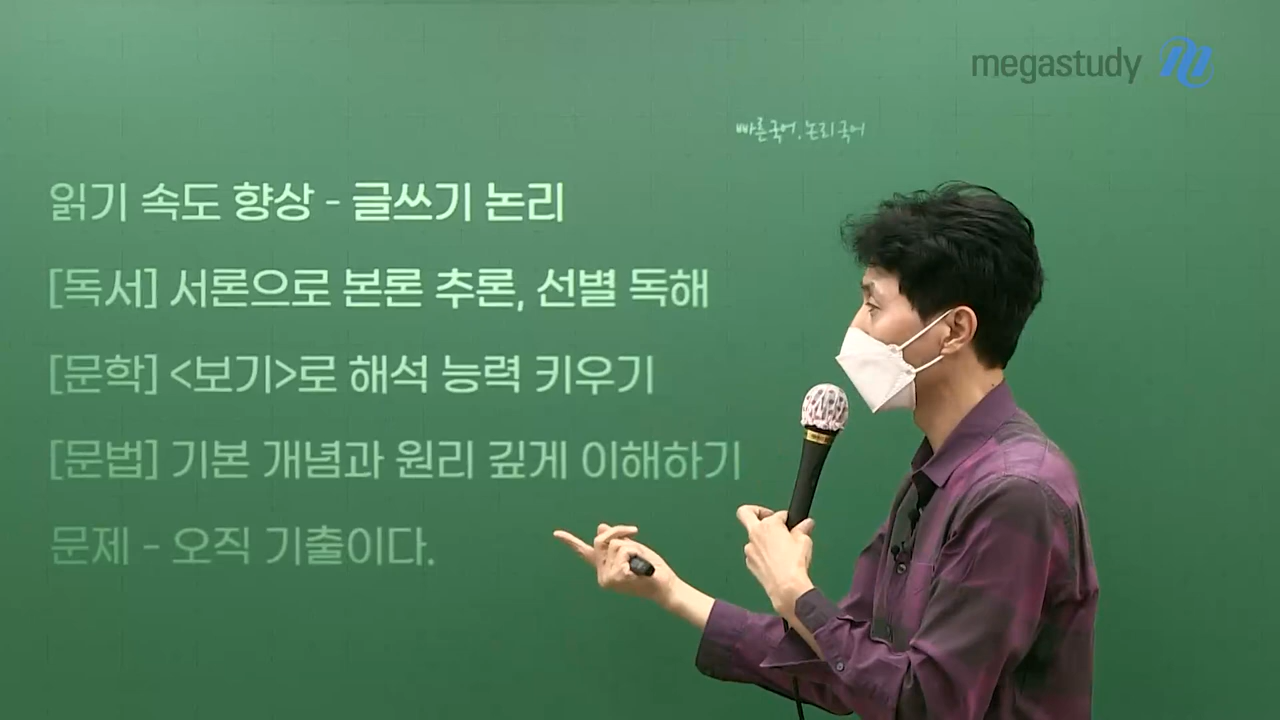 megastudy
빠른국어, 논리국어
읽기 속도 향상 - 글쓰기 논리
[독서] 서론으로 본론 추론, 선별 독해
[문학] <보기>로 해석 능력 키우기
[문법] 기본 개념과 원리 깊게 이해하기
문제 - 오직 기출이다.